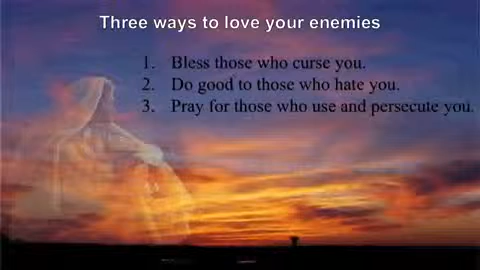 Three ways to love your enemies
1. Bless those who curse you.
2. Do good to those who hate you.
3. Pray for those who use and persecute you.